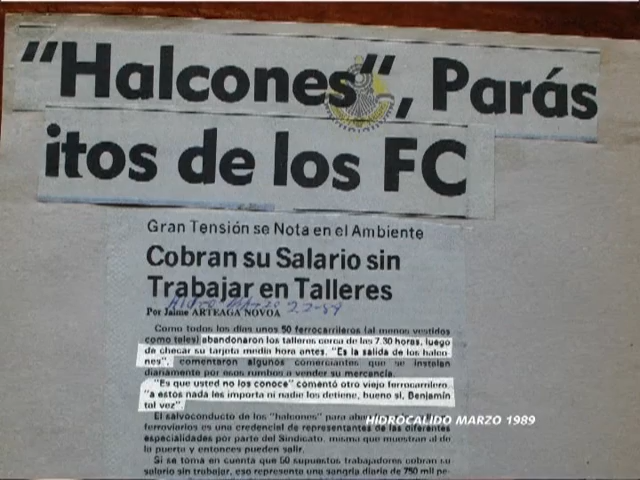 "Halcones", Parás
itos de los FC
Gran Tensión se Nota en el Ambiente
Cobran su Salario sin
Trabajar en Talleres
Por Jaime ARTEAGA NOVOA
Como todos los días unos 50 ferrocarrileros (al menos vestidos
como tales) abandonaron los talleres cerca de las 7.30 horas, luego
de checar su tarjeta media hora antes. "Es la salida de los halco-
nes", comentaron algunos comerciantes que se instalan
diariamente por esos rumbos a vender su mercancía.
"Es que usted no los conoce" comentó otro viejo ferrocarrilero,
"a estos nada les importa ni nadie los detiene, bueno sí, Benjamín
tal vez".
El salvoconducto de los "halcones" para
ferroviarios es una credencial de representantes de las diferentes
especialidades por parte del Sindicato, misma que muestran al de
la puerta y entonces pueden salir.
Si se toma en cuenta que 50 supuestos trabajadores cobran su
salario sin trabajar, eso representa una sangría diaria de 750 mil pe-
HIDROCALIDO MARZO 1989